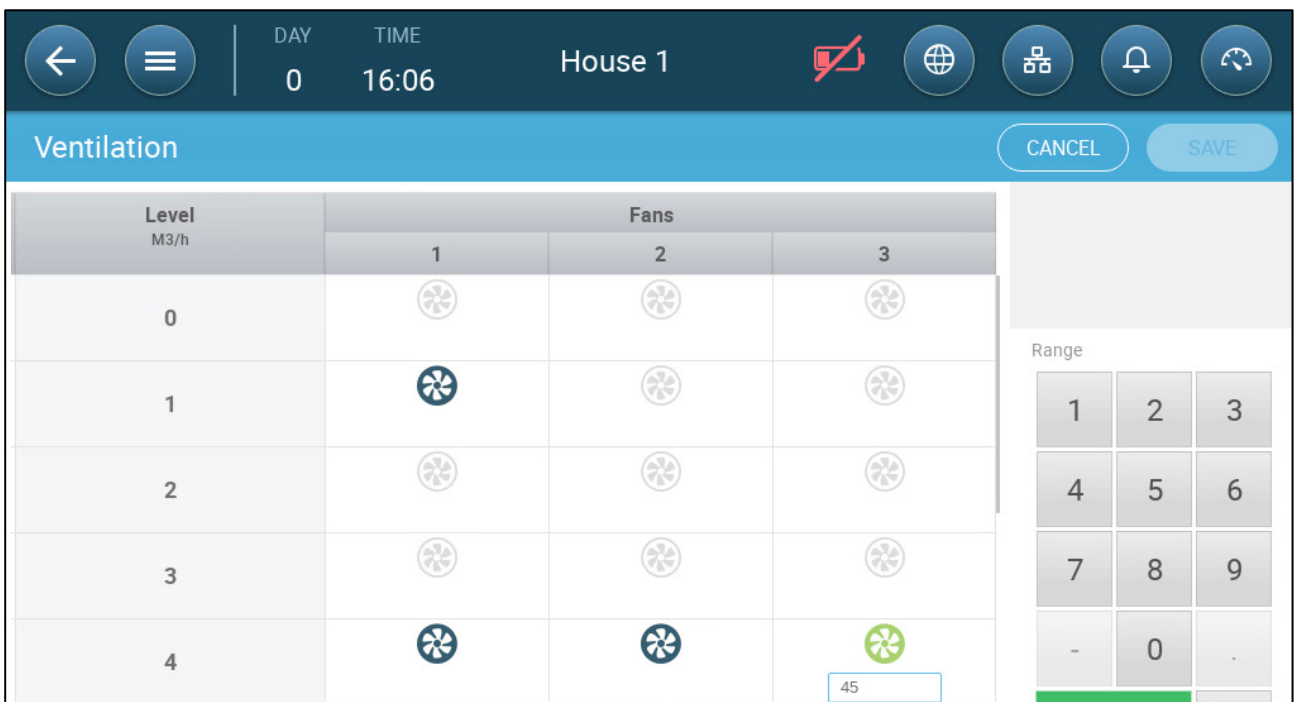 DAY TIME
0 16:06 House 1
Ventilation CANCEL SAVE
Level Fans
M3/h
1 2 3
0
Range
1
1 2 3
2
4 5 6
3
7 8 9
4
- 0 .
45